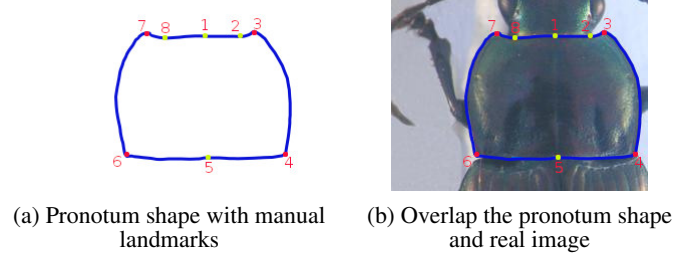 7 8 1 2 3
6 5 4
7 8 1 2 3
6 5 4
(a) Pronotum shape with manual
landmarks
(b) Overlap the pronotum shape
and real image